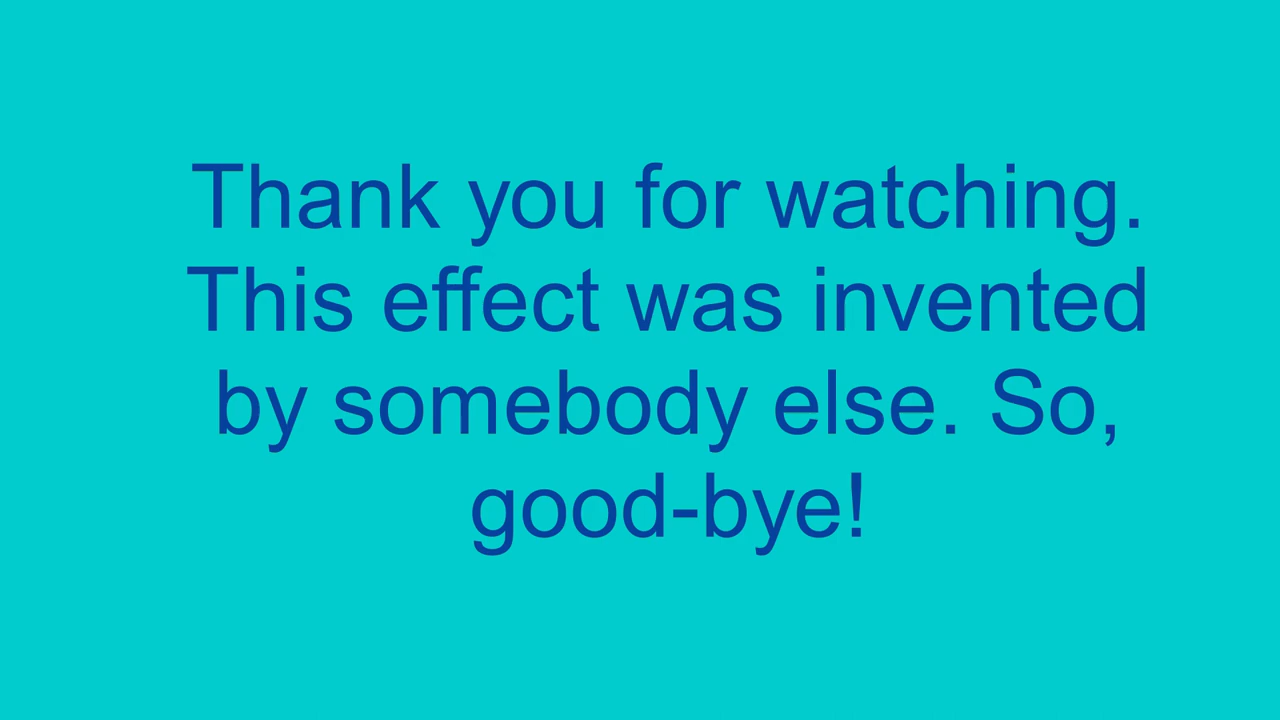 Thank you for watching.
This effect was invented
by somebody else. So,
good-bye!